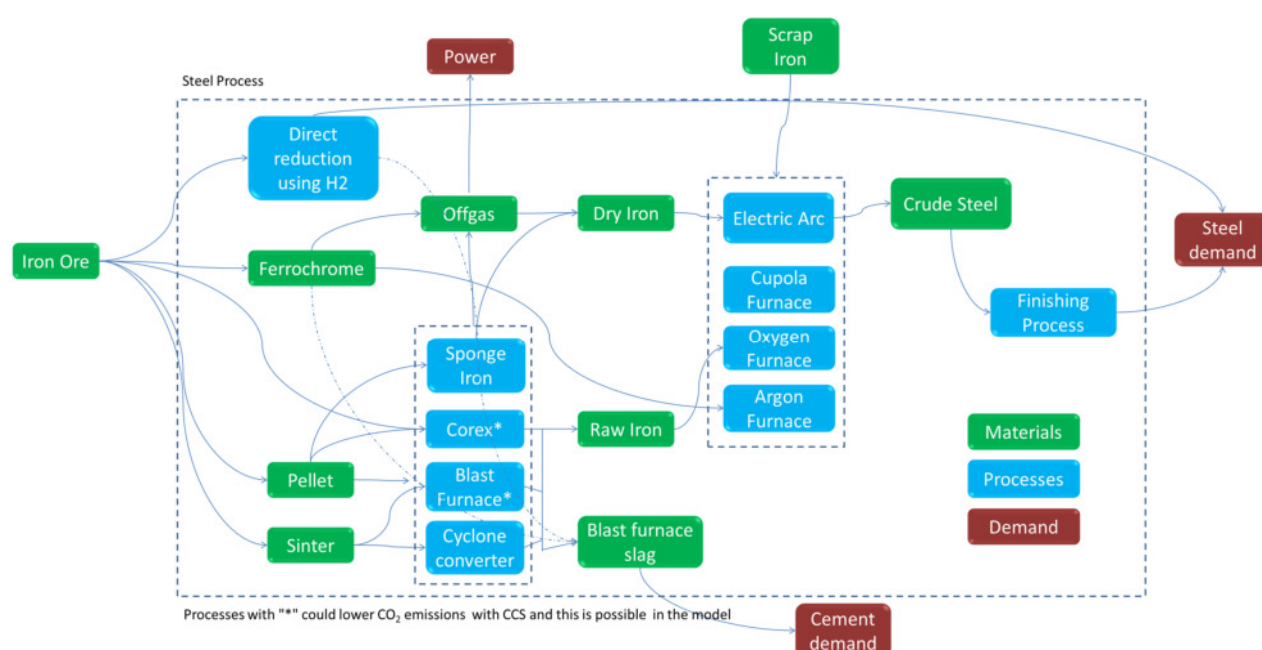 Scrap
Iron
Power
Steel Process
Direct
reduction
using H2
Offgas
Dry Iron
Electric Arc
Crude Steel
Steel
demand
Iron Ore
Ferrochrome
Cupola
Furnace
Finishing
Process
Oxygen
Furnace
Sponge
Iron
Argon
Furnace
Corex*
Raw Iron
Materials
Pellet
Blast
Furnace*
Processes
Sinter
Cyclone
converter
Blast furnace
slag
Demand
Processes with "*" could lower CO₂ emissions with CCS and this is possible in the model
Cement
demand